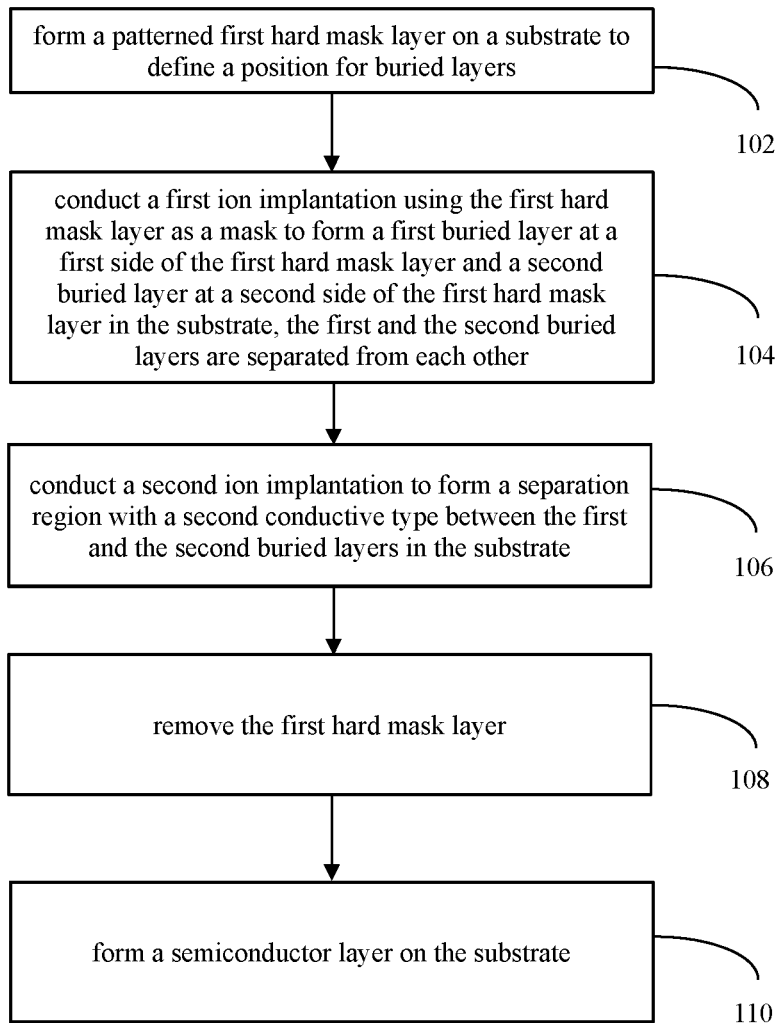 form a patterned first hard mask layer on a substrate to
define a position for buried layers
102
conduct a first ion implantation using the first hard
mask layer as a mask to form a first buried layer at a
first side of the first hard mask layer and a second
buried layer at a second side of the first hard mask
layer in the substrate, the first and the second buried
layers are separated from each other
104
conduct a second ion implantation to form a separation
region with a second conductive type between the first
and the second buried layers in the substrate
106
remove the first hard mask layer
108
form a semiconductor layer on the substrate
110